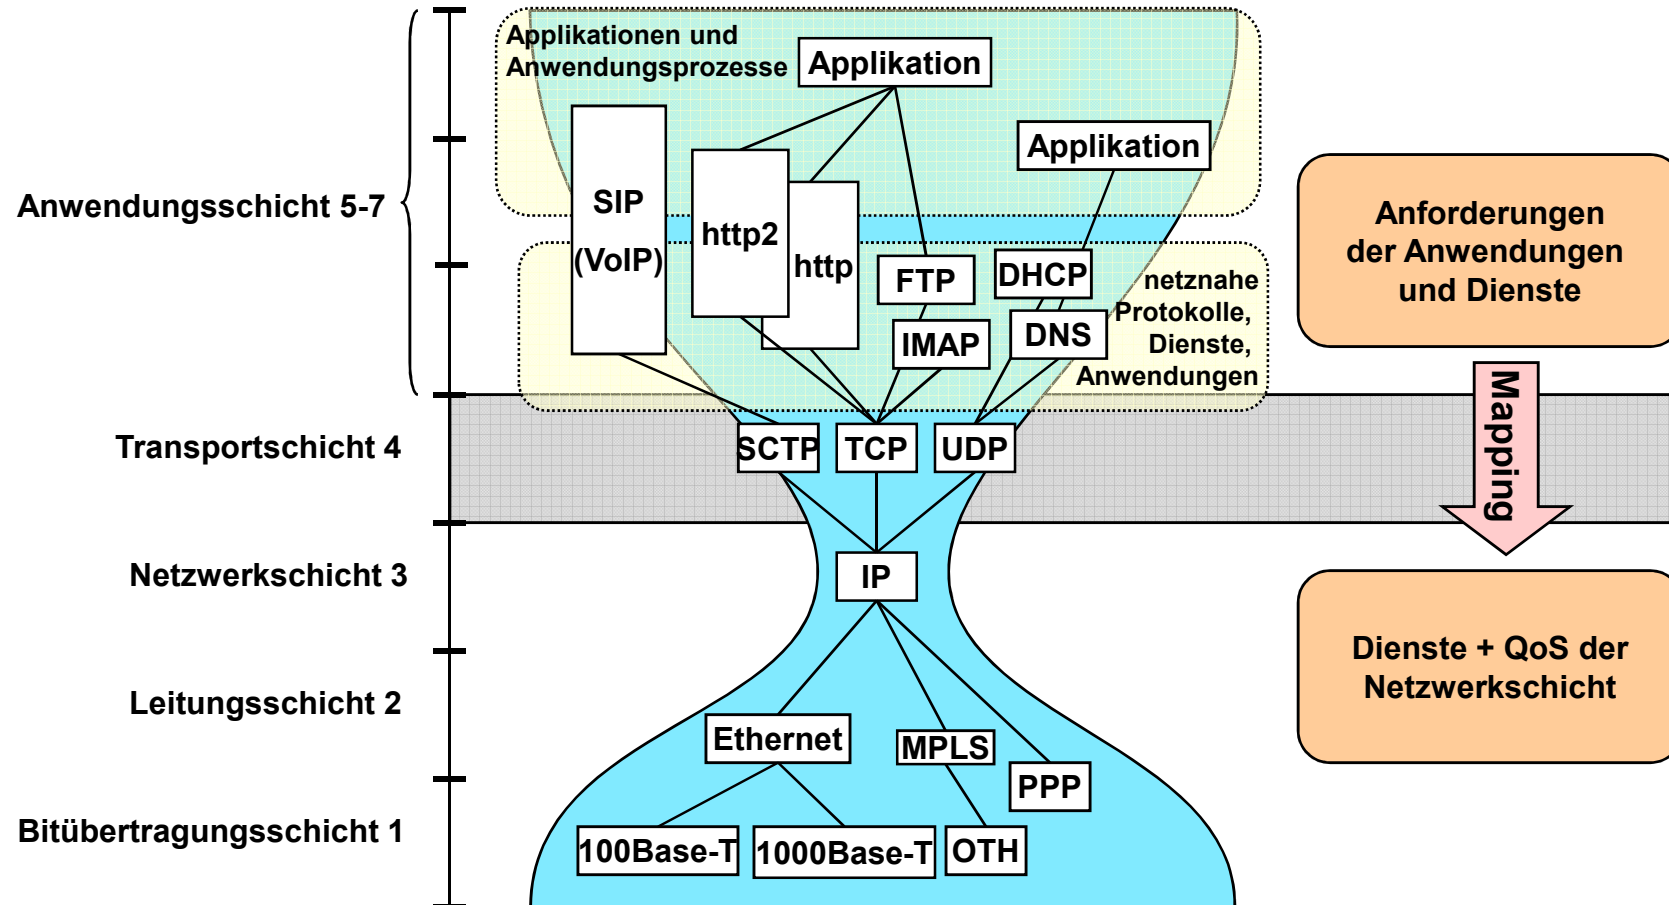 Applikationen und
Anwendungsprozesse
Applikation
Applikation
Anwendungsschicht 5-7
SIP
(VoIP)
http2
http
FTP
DHCP
IMAP
DNS
netznahe
Protokolle,
Dienste,
Anwendungen
Anforderungen
der Anwendungen
und Dienste
Mapping
Transportschicht 4
SCTP
TCP
UDP
Netzwerkschicht 3
IP
Dienste + QoS der
Netzwerkschicht
Leitungsschicht 2
Ethernet
MPLS
PPP
Bitübertragungsschicht 1
100Base-T
1000Base-T
OTH